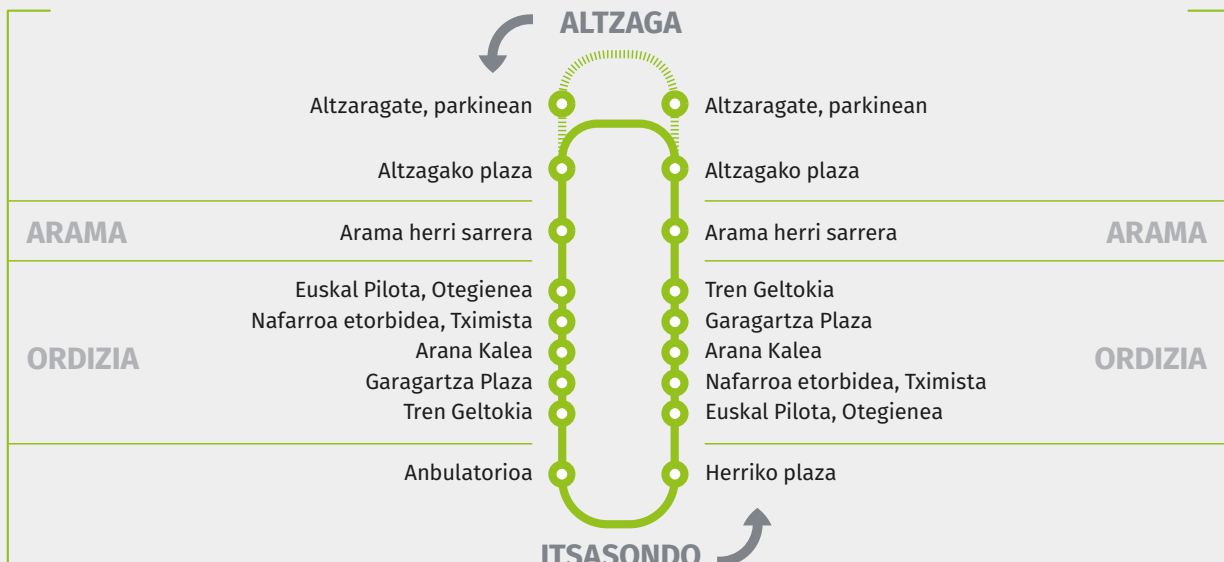 ALTZAGA
Altzaragate, parkinean
Altzaragate, parkinean
Altzagako plaza
Altzagako plaza
ARAMA
Arama herri sarrera
Arama herri sarrera
ARAMA
Euskal Pilota, Otegienea
Tren Geltokia
Nafarroa etorbidea, Tximista
Garagartza Plaza
ORDIZIA
Arana Kalea
Arana Kalea
ORDIZIA
Garagartza Plaza
Nafarroa etorbidea, Tximista
Tren Geltokia
Euskal Pilota, Otegienea
Anbulatorioa
Herriko plaza
ITSASONDO